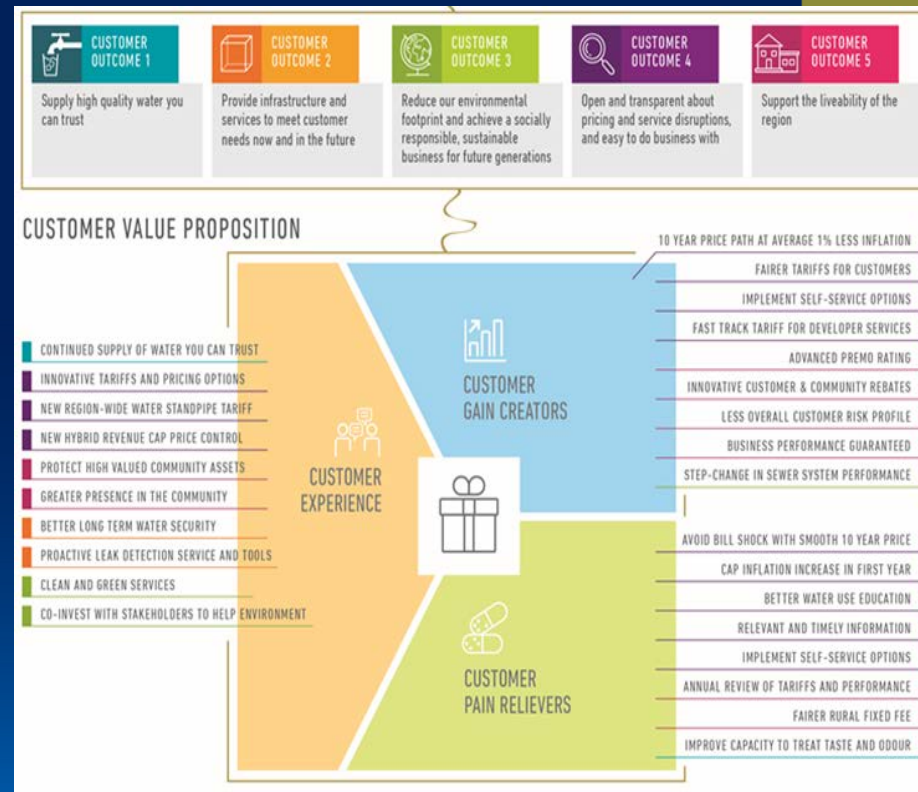 CUSTOMER
OUTCOME 1
Supply high quality water you
can trust
CUSTOMER
OUTCOME 2
Provide infrastructure and
services to meet customer
needs now and in the future
CUSTOMER
OUTCOME 3
Reduce our environmental
footprint and achieve a socially
responsible, sustainable
business for future generations
CUSTOMER
OUTCOME 4
Open and transparent about
pricing and service disruptions,
and easy to do business with
CUSTOMER
OUTCOME 5
Support the liveability of the
region
CUSTOMER VALUE PROPOSITION
CONTINUED SUPPLY OF WATER YOU CAN TRUST
INNOVATIVE TARIFFS AND PRICING OPTIONS
NEW REGION-WIDE WATER STANDPIPE TARIFF
NEW HYBRID REVENUE CAP PRICE CONTROL
PROTECT HIGH VALUED COMMUNITY ASSETS
GREATER PRESENCE IN THE COMMUNITY
BETTER LONG TERM WATER SECURITY
PROACTIVE LEAK DETECTION SERVICE AND TOOLS
CLEAN AND GREEN SERVICES
CO-INVEST WITH STAKEHOLDERS TO HELP ENVIRONMENT
CUSTOMER
EXPERIENCE
CUSTOMER
GAIN CREATORS
10 YEAR PRICE PATH AT AVERAGE 1% LESS INFLATION
FAIRER TARIFFS FOR CUSTOMERS
IMPLEMENT SELF-SERVICE OPTIONS
FAST TRACK TARIFF FOR DEVELOPER SERVICES
ADVANCED PREMO RATING
INNOVATIVE CUSTOMER & COMMUNITY REBATES
LESS OVERALL CUSTOMER RISK PROFILE
BUSINESS PERFORMANCE GUARANTEED
STEP-CHANGE IN SEWER SYSTEM PERFORMANCE
CUSTOMER
PAIN RELIEVERS
AVOID BILL SHOCK WITH SMOOTH 10 YEAR PRICE
CAP INFLATION INCREASE IN FIRST YEAR
BETTER WATER USE EDUCATION
RELEVANT AND TIMELY INFORMATION
IMPLEMENT SELF-SERVICE OPTIONS
ANNUAL REVIEW OF TARIFFS AND PERFORMANCE
FAIRER RURAL FIXED FEE
IMPROVE CAPACITY TO TREAT TASTE AND ODOUR